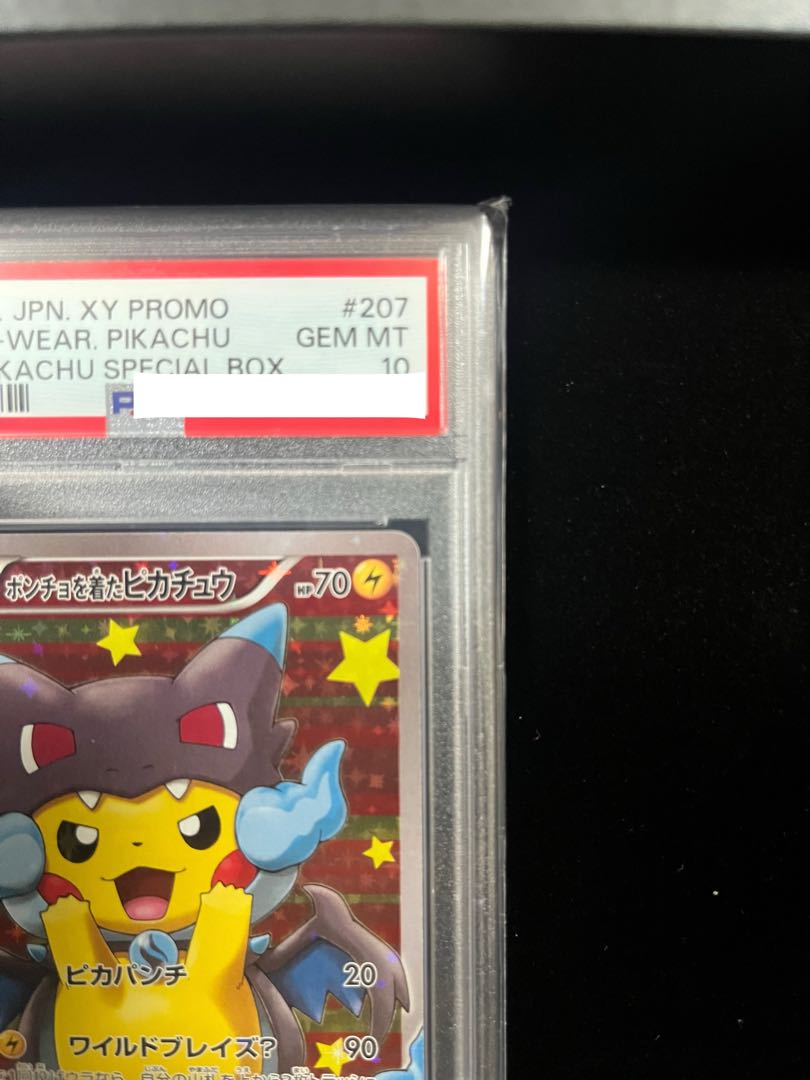 . JPN. XY PROMO #207
-WEAR. PIKACHU GEM MT
KACHU SPECIAL BOX 10
ポンチョを着たピカチュウ HP70
ピカパンチ 20
ワイルドブレイズ? 90